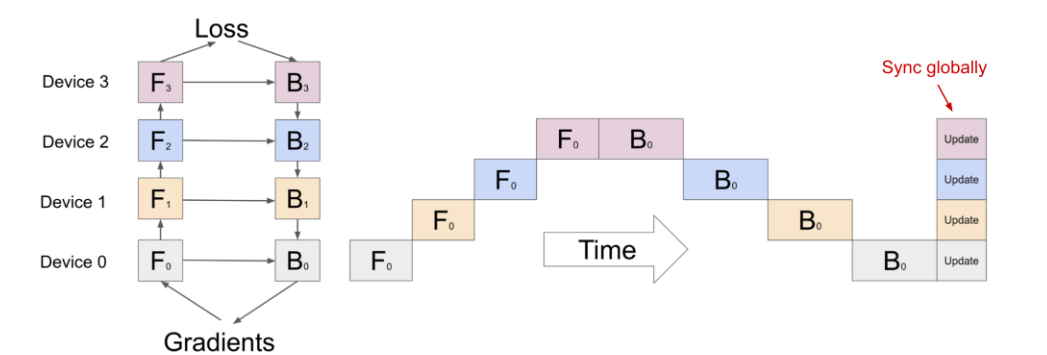 Loss
Device 3 F₃ B₃
Device 2 F₂ B₂
Device 1 F₁ B₁
Device 0 F₀ B₀
Gradients
Sync globally
F₀ B₀ Update
F₀ B₀ Update
F₀ B₀ Update
Time
F₀ B₀ Update